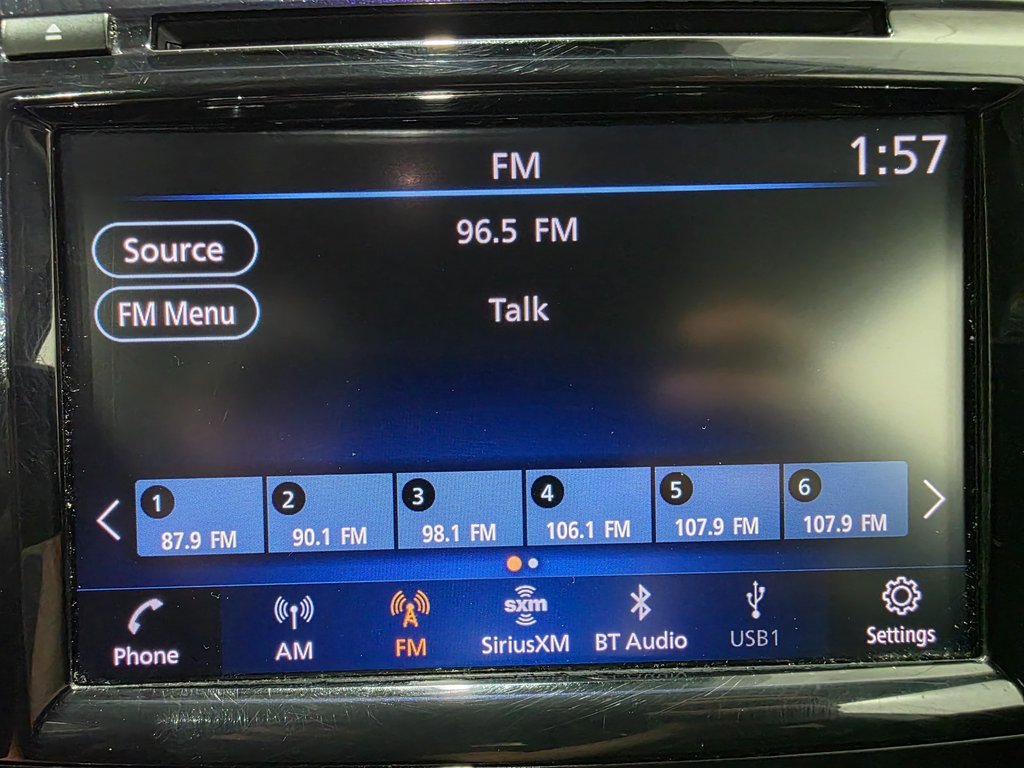 FM
1:57
Source
96.5 FM
FM Menu
Talk
1 2 3 4 5 6
87.9 FM 90.1 FM 98.1 FM 106.1 FM 107.9 FM 107.9 FM
sxm
Phone AM FM SiriusXM BT Audio USB1 Settings